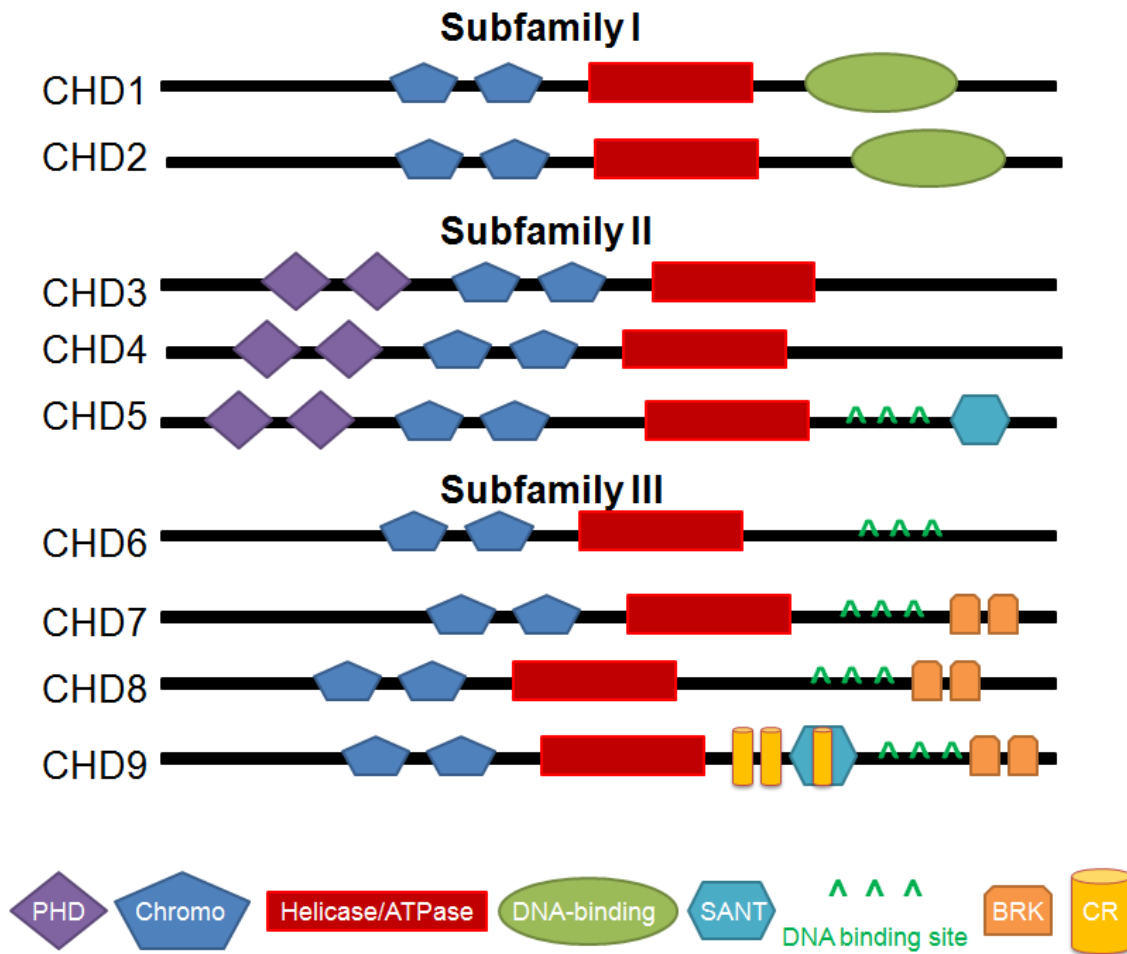 Subfamily I
CHD1
CHD2
Subfamily II
CHD3
CHD4
CHD5
Subfamily III
CHD6
CHD7
CHD8
CHD9
PHD
Chromo
Helicase/ATPase
DNA-binding
SANT
DNA binding site
BRK
CR